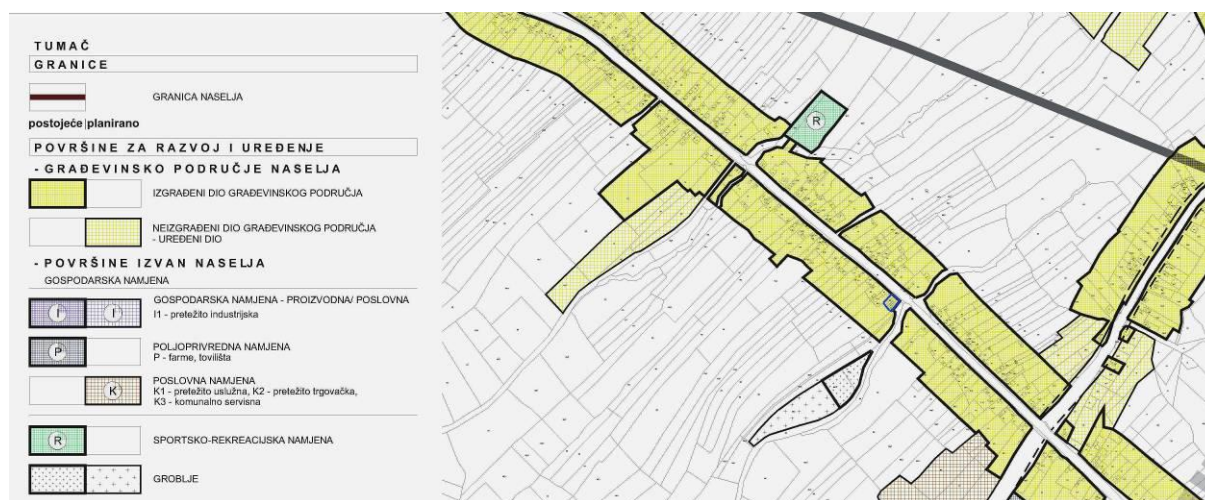 TUMAČ
GRANICE
GRANICA NASELJA
postojeće|planirano
POVRŠINE ZA RAZVOJ I UREĐENJE
- GRAĐEVINSKO PODRUČJE NASELJA
IZGRAĐENI DIO GRAĐEVINSKOG PODRUČJA
NEIZGRAĐENI DIO GRAĐEVINSKOG PODRUČJA
- UREĐENI DIO
- POVRŠINE IZVAN NASELJA
GOSPODARSKA NAMJENA
I I GOSPODARSKA NAMJENA - PROIZVODNA/ POSLOVNA
I1 - pretežito industrijska
P POLJOPRIVREDNA NAMJENA
P - farme, tovilišta
K POSLOVNA NAMJENA
K1 - pretežito uslužna, K2 - pretežito trgovačka,
K3 - komunalno servisna
R SPORTSKO-REKREACIJSKA NAMJENA
GROBLJE
R